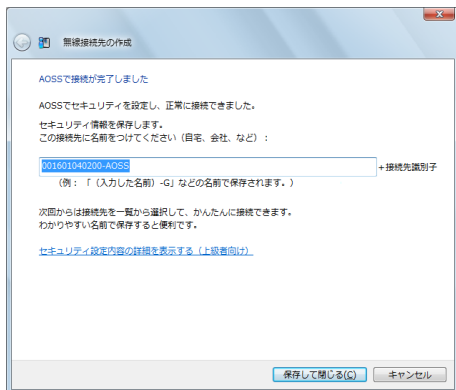 無線接続先の作成
AOSSで接続が完了しました
AOSSでセキュリティを設定し、正常に接続できました。
セキュリティ情報を保存します。
この接続先に名前をつけてください（自宅、会社、など）：
001601040200-AOSS +接続先識別子
（例：「（入力した名前）-G」などの名前で保存されます。）
次回からは接続先を一覧から選択して、かんたんに接続できます。
わかりやすい名前で保存すると便利です。
セキュリティ設定内容の詳細を表示する（上級者向け）
保存して閉じる(C) キャンセル